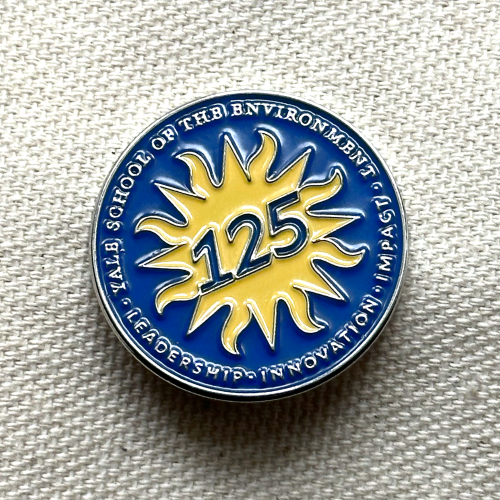 YALE SCHOOL OF THE ENVIRONMENT
125
· LEADERSHIP · INNOVATION · IMPACT ·